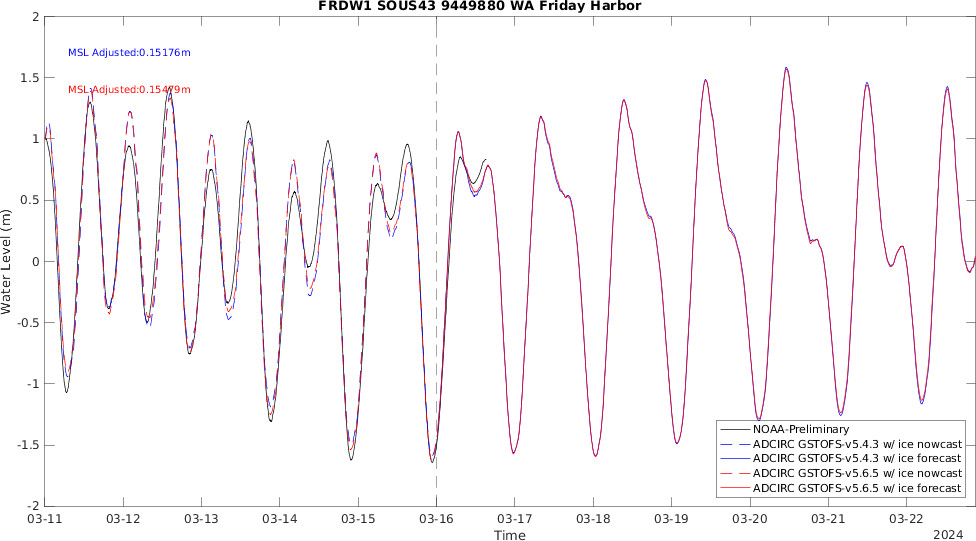 FRDW1 SOUS43 9449880 WA Friday Harbor
MSL Adjusted:0.15176m
MSL Adjusted:0.15479m
Water Level (m)
2
1.5
1
0.5
0
-0.5
-1
-1.5
-2
NOAA-Preliminary
ADCIRC GSTOFS-v5.4.3 w/ ice nowcast
ADCIRC GSTOFS-v5.4.3 w/ ice forecast
ADCIRC GSTOFS-v5.6.5 w/ ice nowcast
ADCIRC GSTOFS-v5.6.5 w/ ice forecast
03-11 03-12 03-13 03-14 03-15 03-16 03-17 03-18 03-19 03-20 03-21 03-22
Time
2024